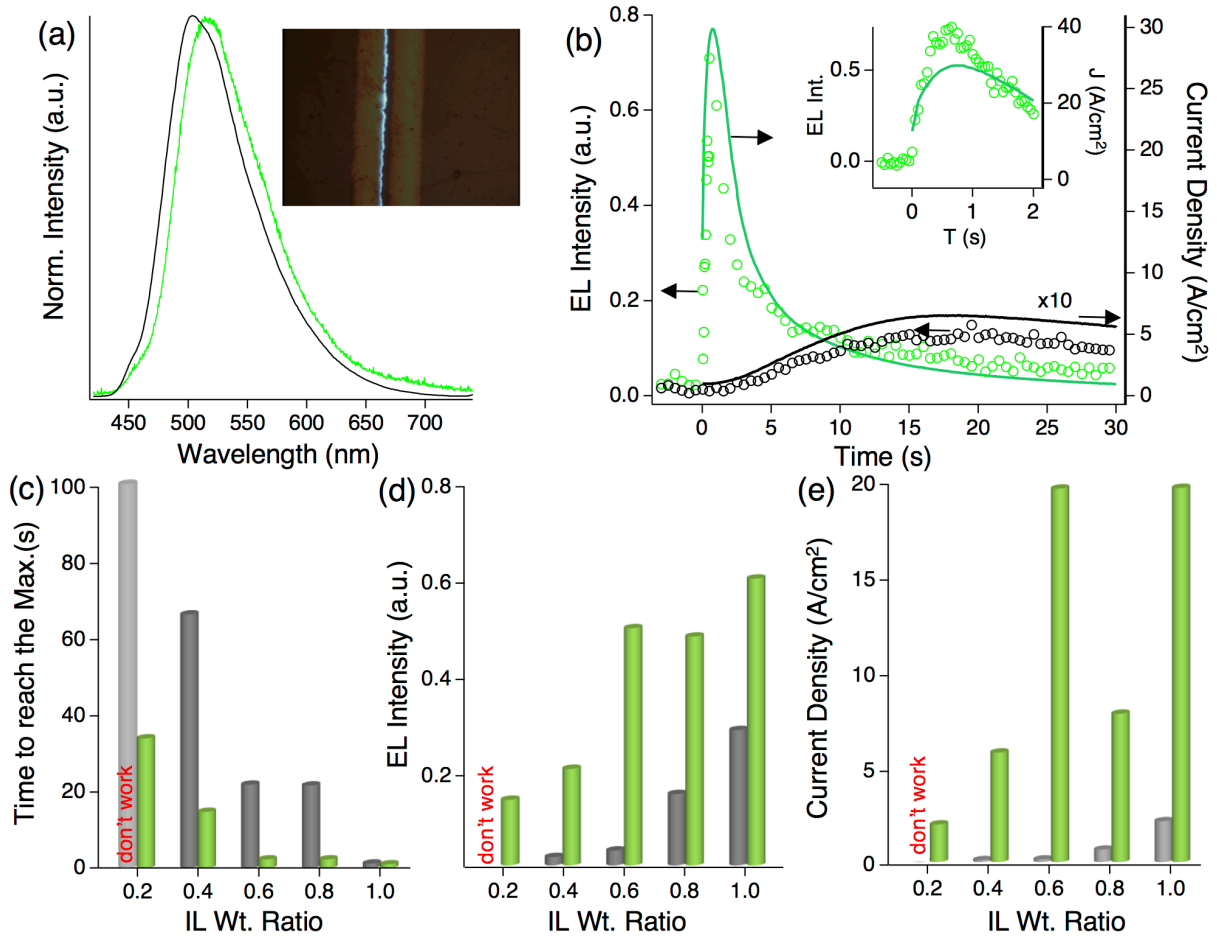 (a)
Norm. Intensity (a.u.)
450 500 550 600 650 700
Wavelength (nm)
(b)
EL Intensity (a.u.)
0.8
0.6
0.4
0.2
0.0
0 5 10 15 20 25 30
Time (s)
30
25
20
15
10
5
0
Current Density (A/cm²)
x10
EL Int.
0.5
0.0
0 1 2
T (s)
40
20
0
J (A/cm²)
(c)
Time to reach the Max.(s)
100
80
60
40
20
0
don't work
0.2 0.4 0.6 0.8 1.0
IL Wt. Ratio
(d)
EL Intensity (a.u.)
0.8
0.6
0.4
0.2
don't work
0.2 0.4 0.6 0.8 1.0
IL Wt. Ratio
(e)
Current Density (A/cm²)
20
15
10
5
0
don't work
0.2 0.4 0.6 0.8 1.0
IL Wt. Ratio